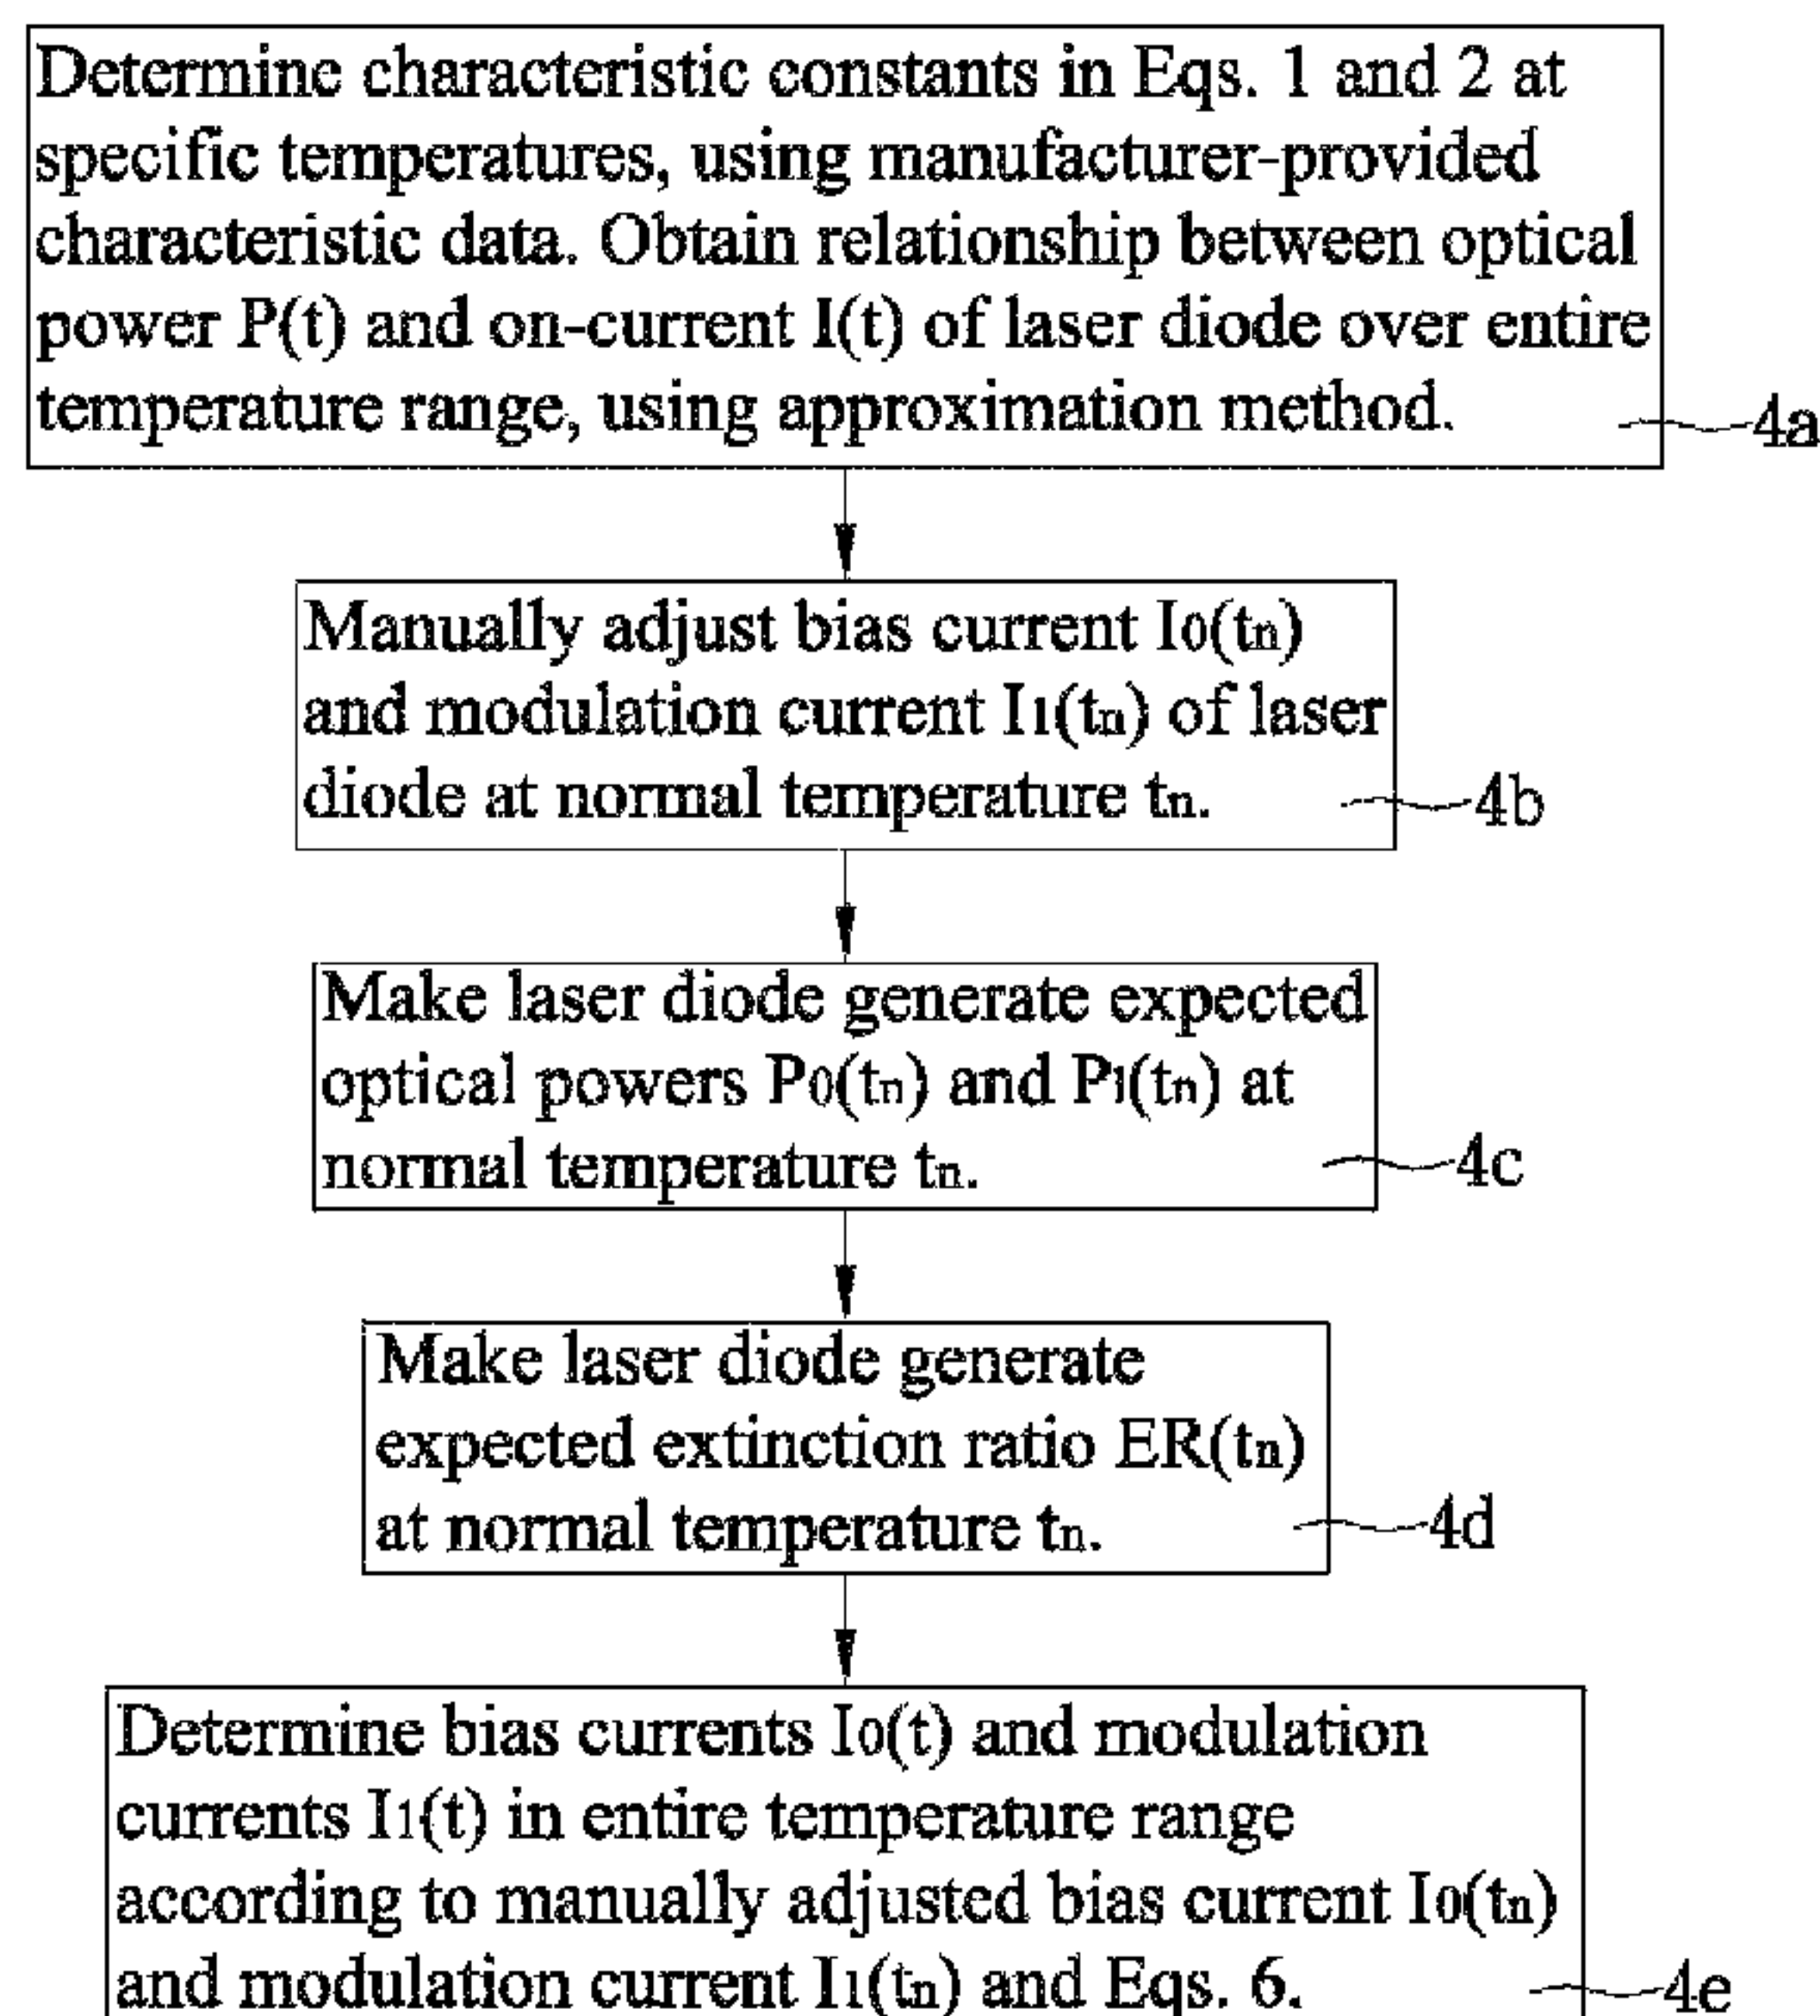 Determine characteristic constants in Eqs. 1 and 2 at
specific temperatures, using manufacturer-provided
characteristic data. Obtain relationship between optical
power P(t) and on-current I(t) of laser diode over entire
temperature range, using approximation method.
4a
Manually adjust bias current I0(tn)
and modulation current I1(tn) of laser
diode at normal temperature tn.
4b
Make laser diode generate expected
optical powers P0(tn) and P1(tn) at
normal temperature tn.
4c
Make laser diode generate
expected extinction ratio ER(tn)
at normal temperature tn.
4d
Determine bias currents I0(t) and modulation
currents I1(t) in entire temperature range
according to manually adjusted bias current I0(tn)
and modulation current I1(tn) and Eqs. 6.
4e